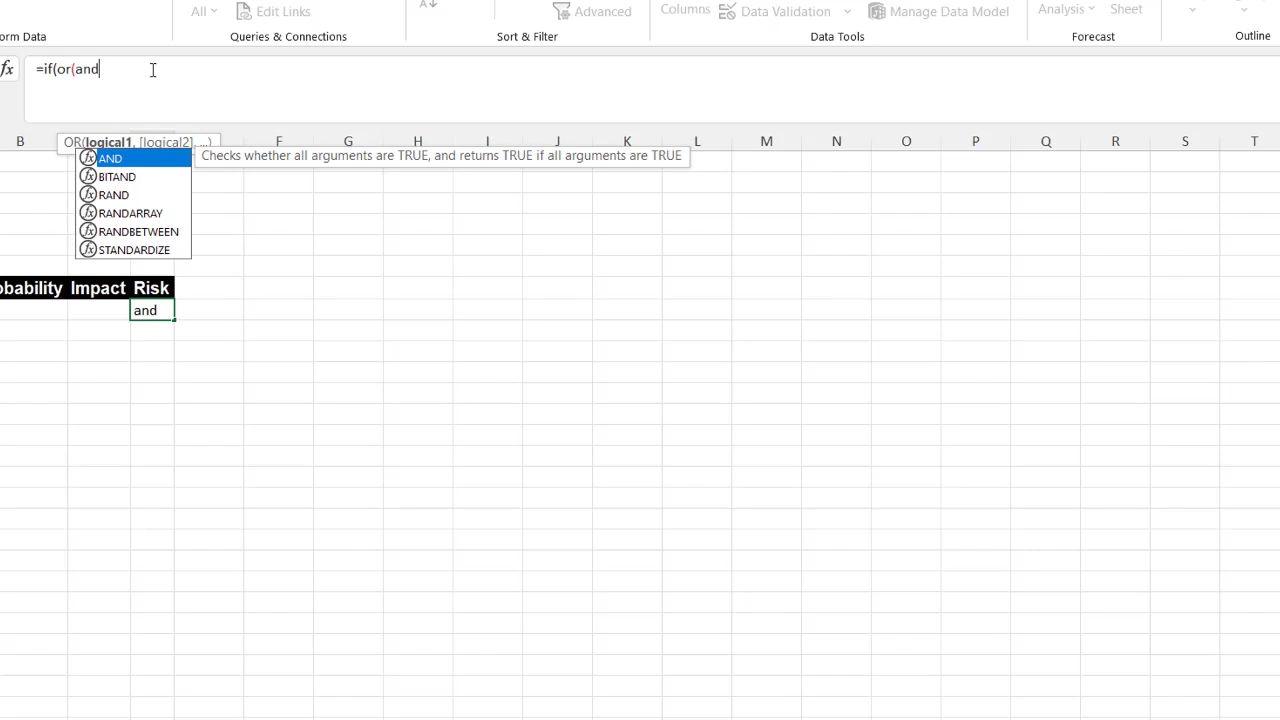 All Edit Links Advanced Columns Data Validation Manage Data Model Analysis Sheet
orm Data Queries & Connections Sort & Filter Data Tools Forecast Outline
fx =if(or(and
B F G H I J K L M N O P Q R S T
OR(logical1, [logical2], ...)
AND Checks whether all arguments are TRUE, and returns TRUE if all arguments are TRUE
BITAND
RAND
RANDARRAY
RANDBETWEEN
STANDARDIZE
obability Impact Risk
and